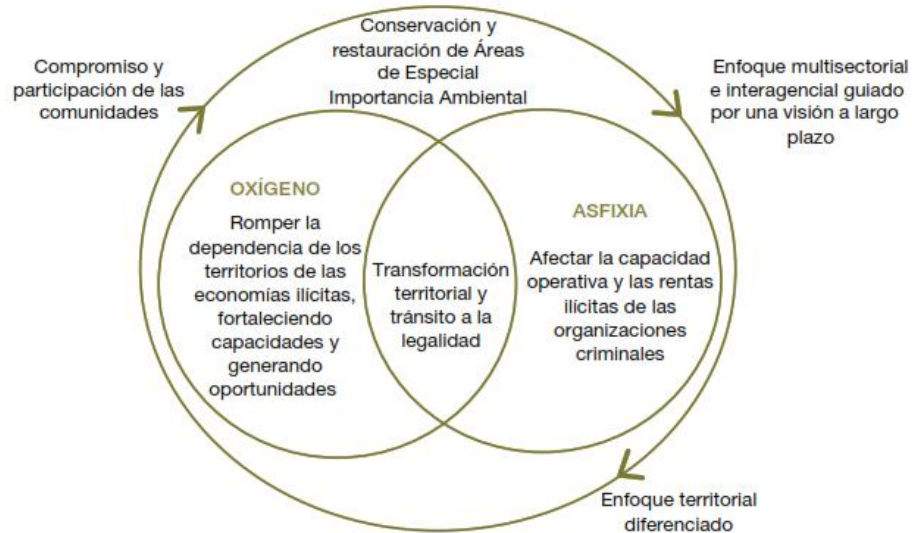 Conservación y
restauración de Áreas
de Especial
Importancia Ambiental
Compromiso y
participación de las
comunidades
Enfoque multisectorial
e interagencial guiado
por una visión a largo
plazo
OXÍGENO
Romper la
dependencia de los
territorios de las
economías ilícitas,
fortaleciendo
capacidades y
generando
oportunidades
Transformación
territorial y
tránsito a la
legalidad
ASFIXIA
Afectar la capacidad
operativa y las rentas
ilícitas de las
organizaciones
criminales
Enfoque territorial
diferenciado